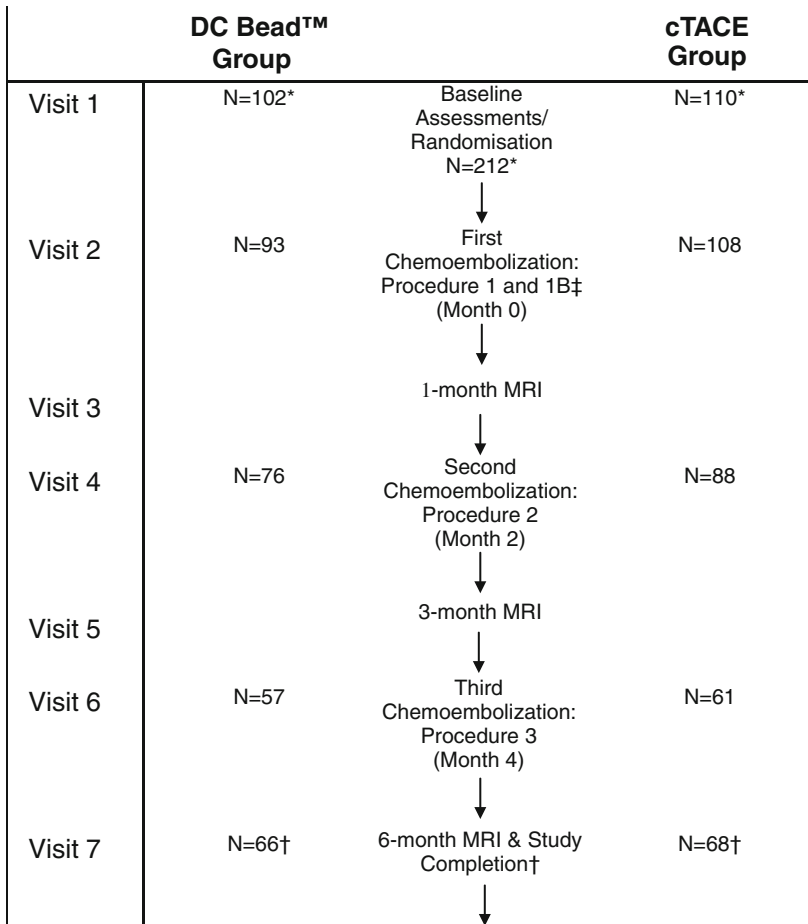 DC Bead™ Group
cTACE Group
Visit 1
N=102*
Baseline
Assessments/
Randomisation
N=212*
N=110*
Visit 2
N=93
First
Chemoembolization:
Procedure 1 and 1B‡
(Month 0)
N=108
Visit 3
1-month MRI
Visit 4
N=76
Second
Chemoembolization:
Procedure 2
(Month 2)
N=88
Visit 5
3-month MRI
Visit 6
N=57
Third
Chemoembolization:
Procedure 3
(Month 4)
N=61
Visit 7
N=66†
6-month MRI & Study
Completion†
N=68†